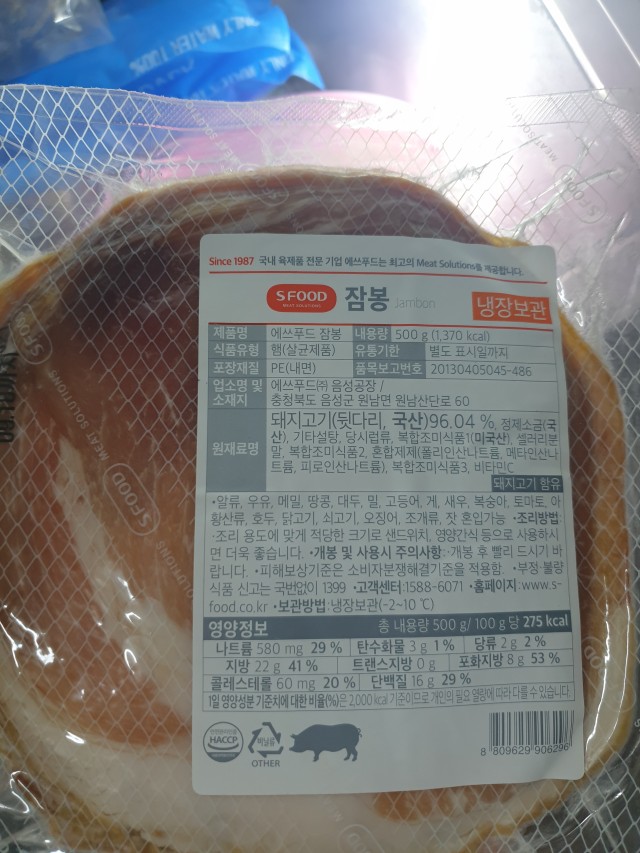 Since 1987 국내 육제품 전문 기업 에쓰푸드는 최고의 Meat Solutions를 제공합니다.
S FOOD
MEAT SOLUTIONS
잠봉 Jambon
냉장보관
제품명 에쓰푸드 잠봉 내용량 500 g (1,370 kcal)
식품유형 햄(살균제품) 유통기한 별도 표시일까지
포장재질 PE(내면) 품목보고번호 20130405045-486
업소명 및 소재지 에쓰푸드㈜ 음성공장 /
충청북도 음성군 원남면 원남산단로 60
원재료명 돼지고기(뒷다리, 국산)96.04 %, 정제소금(국
산), 기타설탕, 당시럽류, 복합조미식품1(미국산), 셀러리분
말, 복합조미식품2, 혼합제제(폴리인산나트륨, 메타인산나
트륨, 피로인산나트륨), 복합조미식품3, 비타민C
돼지고기 함유
•알류, 우유, 메밀, 땅콩, 대두, 밀, 고등어, 게, 새우, 복숭아, 토마토, 아
황산류, 호두, 닭고기, 쇠고기, 오징어, 조개류, 잣 혼입가능 •조리방법:
조리 용도에 맞게 적당한 크기로 샌드위치, 영양간식 등으로 사용하시
면 더욱 좋습니다. •개봉 및 사용시 주의사항:개봉 후 빨리 드시기 바
랍니다. •피해보상기준은 소비자분쟁해결기준을 적용함. •부정·불량
식품 신고는 국번없이 1399 •고객센터:1588-6071 •홈페이지:www.s-
food.co.kr •보관방법:냉장보관(-2~10 ℃)
영양정보 총 내용량 500 g/ 100 g 당 275 kcal
나트륨 580 mg 29 % 탄수화물 3 g 1 % 당류 2 g 2 %
지방 22 g 41 % 트랜스지방 0 g 포화지방 8 g 53 %
콜레스테롤 60 mg 20 % 단백질 16 g 29 %
1일 영양성분 기준치에 대한 비율(%)은 2,000 kcal 기준이므로 개인의 필요 열량에 따라 다를 수 있습니다.
HACCP
비닐류
OTHER
8 809629 906296